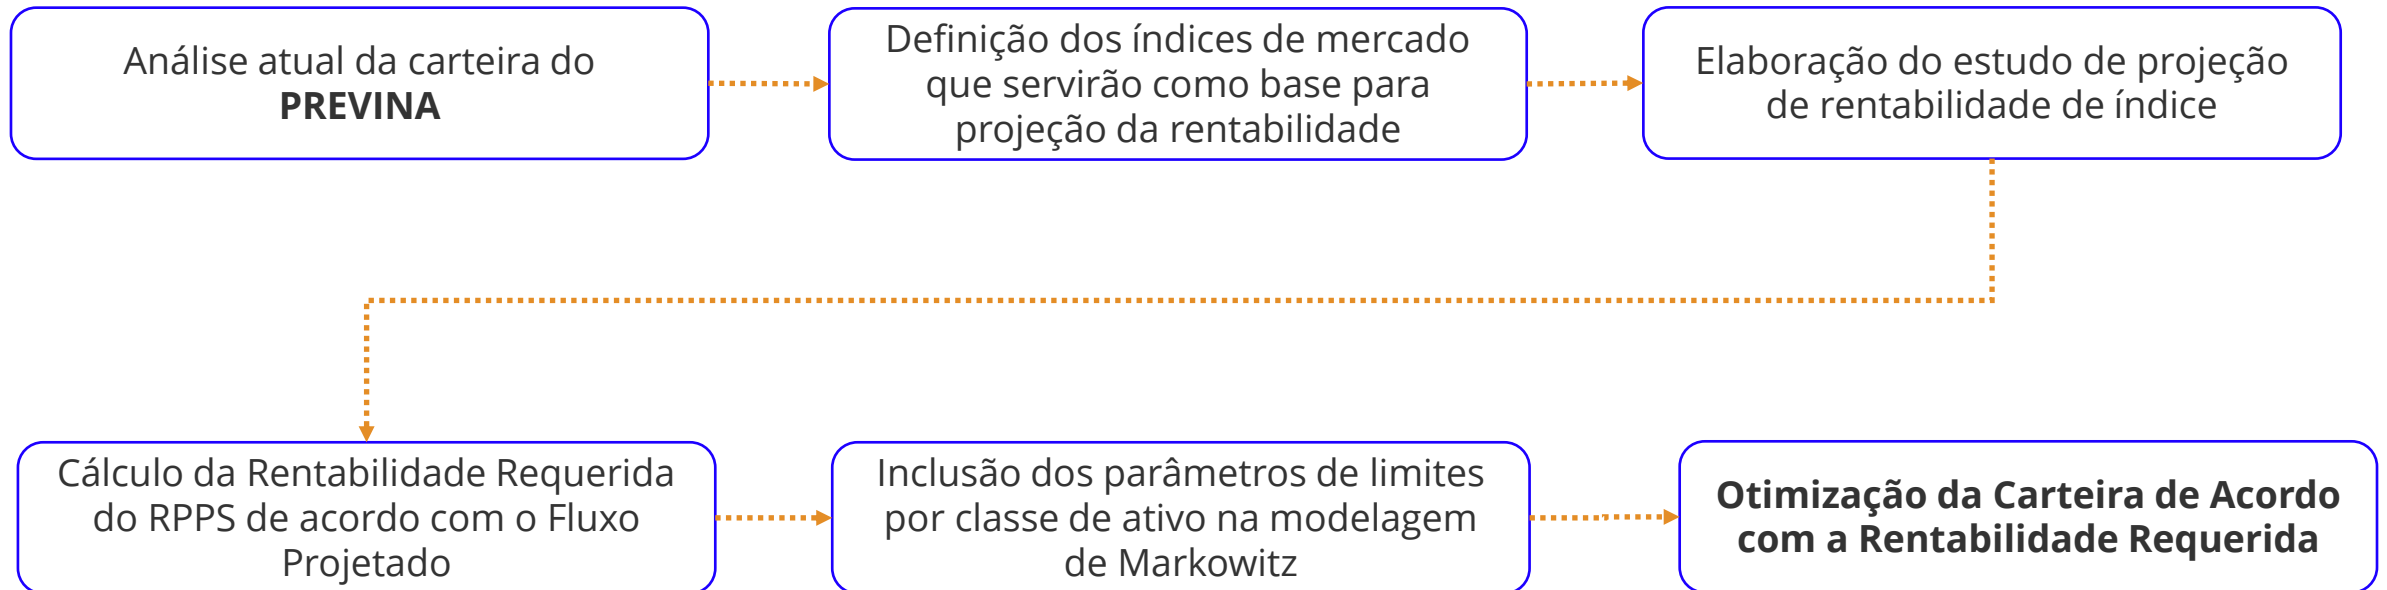 Análise atual da carteira do
PREVINA
Definição dos índices de mercado
que servirão como base para
projeção da rentabilidade
Elaboração do estudo de projeção
de rentabilidade de índice
Cálculo da Rentabilidade Requerida
do RPPS de acordo com o Fluxo
Projetado
Inclusão dos parâmetros de limites
por classe de ativo na modelagem
de Markowitz
Otimização da Carteira de Acordo
com a Rentabilidade Requerida